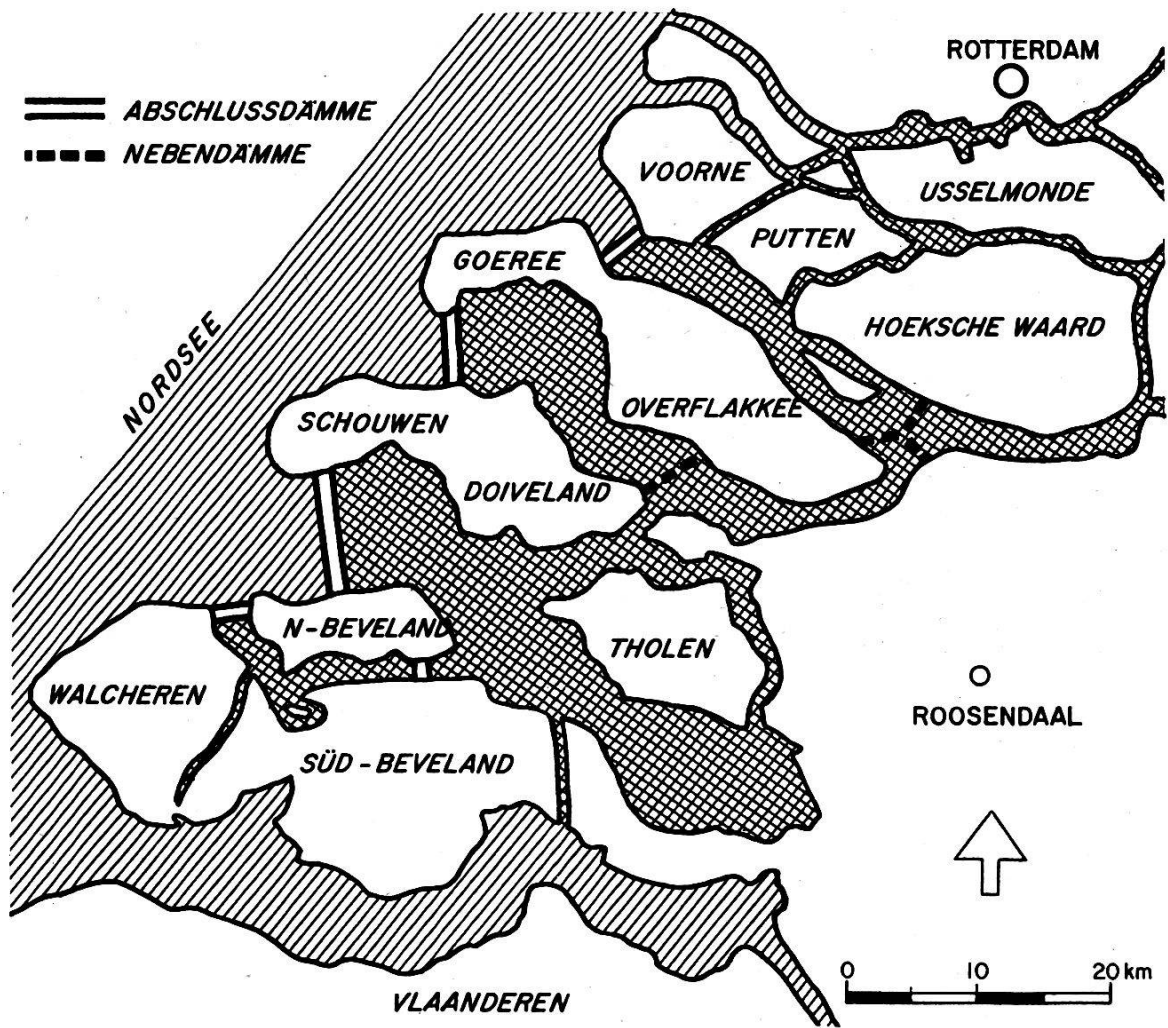 ROTTERDAM
ABSCHLUSSDÄMME
NEBENDÄMME
VOORNE
USSELMONDE
PUTTEN
GOEREE
HOEKSCHE WAARD
NORDSEE
OVERFLAKKEE
SCHOUWEN
DOIVELAND
N-BEVELAND
THOLEN
WALCHEREN
ROOSENDAAL
SÜD-BEVELAND
0 10 20 km
VLAANDEREN